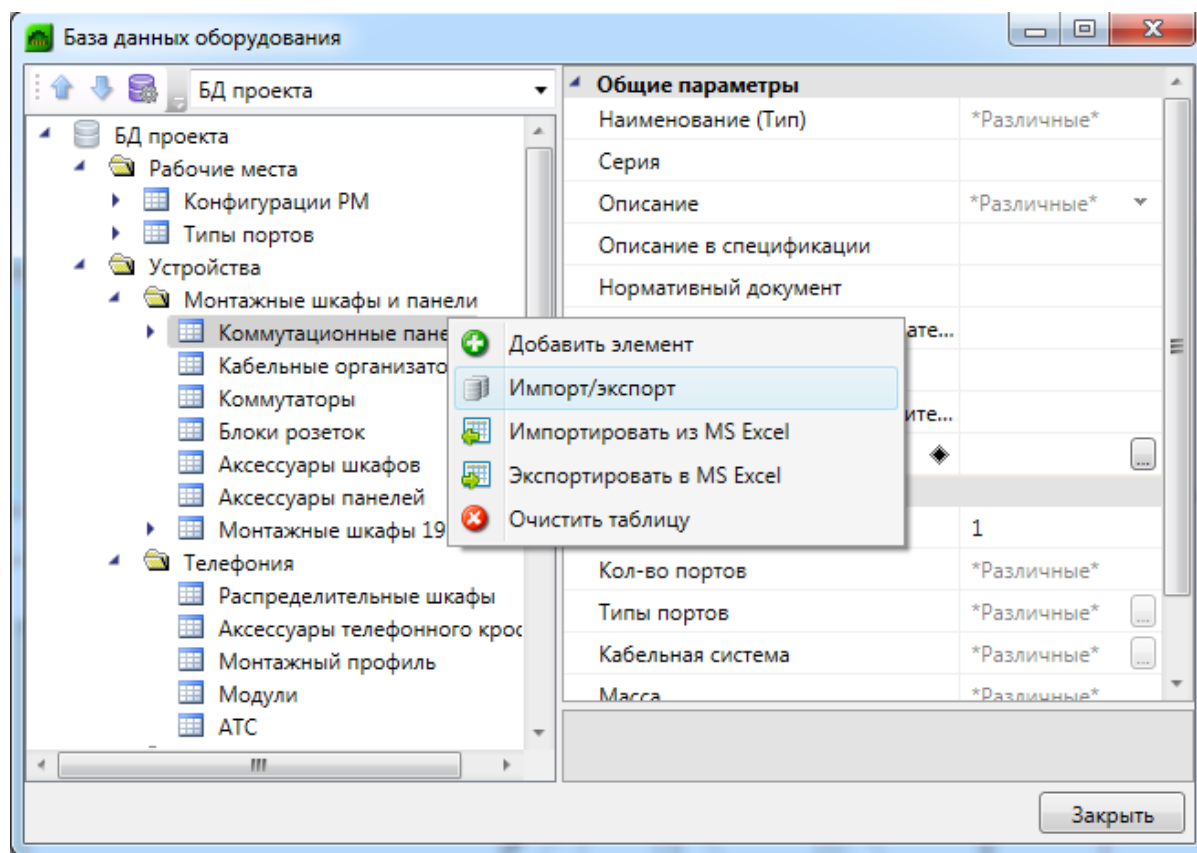 База данных оборудования
БД проекта
БД проекта
Рабочие места
Конфигурации РМ
Типы портов
Устройства
Монтажные шкафы и панели
Коммутационные пане
Кабельные организато
Коммутаторы
Блоки розеток
Аксессуары шкафов
Аксессуары панелей
Монтажные шкафы 19
Телефония
Распределительные шкафы
Аксессуары телефонного крос
Монтажный профиль
Модули
АТС
Добавить элемент
Импорт/экспорт
Импортировать из MS Excel
Экспортировать в MS Excel
Очистить таблицу
Общие параметры
Наименование (Тип) *Различные*
Серия
Описание *Различные*
Описание в спецификации
Нормативный документ
ате...
ите...
...
1
Кол-во портов *Различные*
Типы портов *Различные* ...
Кабельная система *Различные* ...
Масса *Различные*
Закрыть